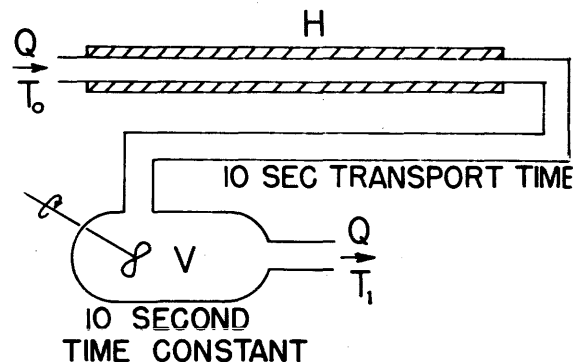 H
Q
T₀
10 SEC TRANSPORT TIME
V
Q
T₁
10 SECOND
TIME CONSTANT